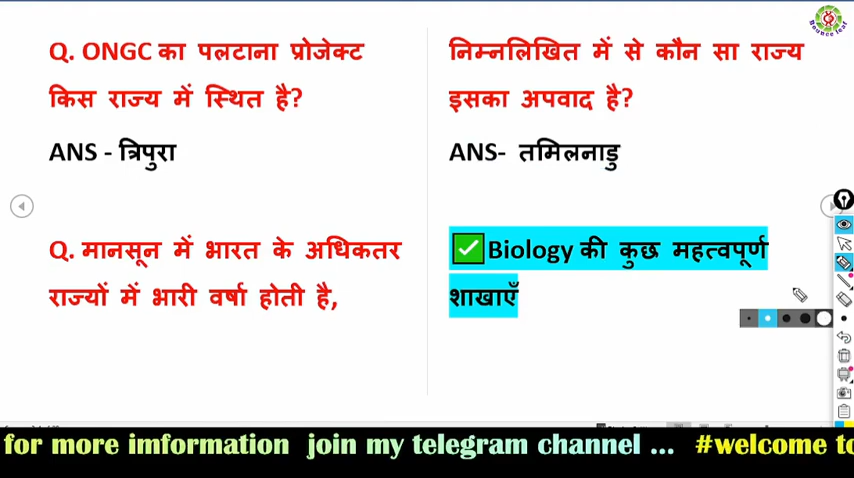 Q. ONGC का पलटाना प्रोजेक्ट
किस राज्य में स्थित है?
ANS - त्रिपुरा
Q. मानसून में भारत के अधिकतर
राज्यों में भारी वर्षा होती है,
निम्नलिखित में से कौन सा राज्य
इसका अपवाद है?
ANS- तमिलनाडु
✅Biology की कुछ महत्वपूर्ण
शाखाएँ
for more imformation join my telegram channel ... #welcome to